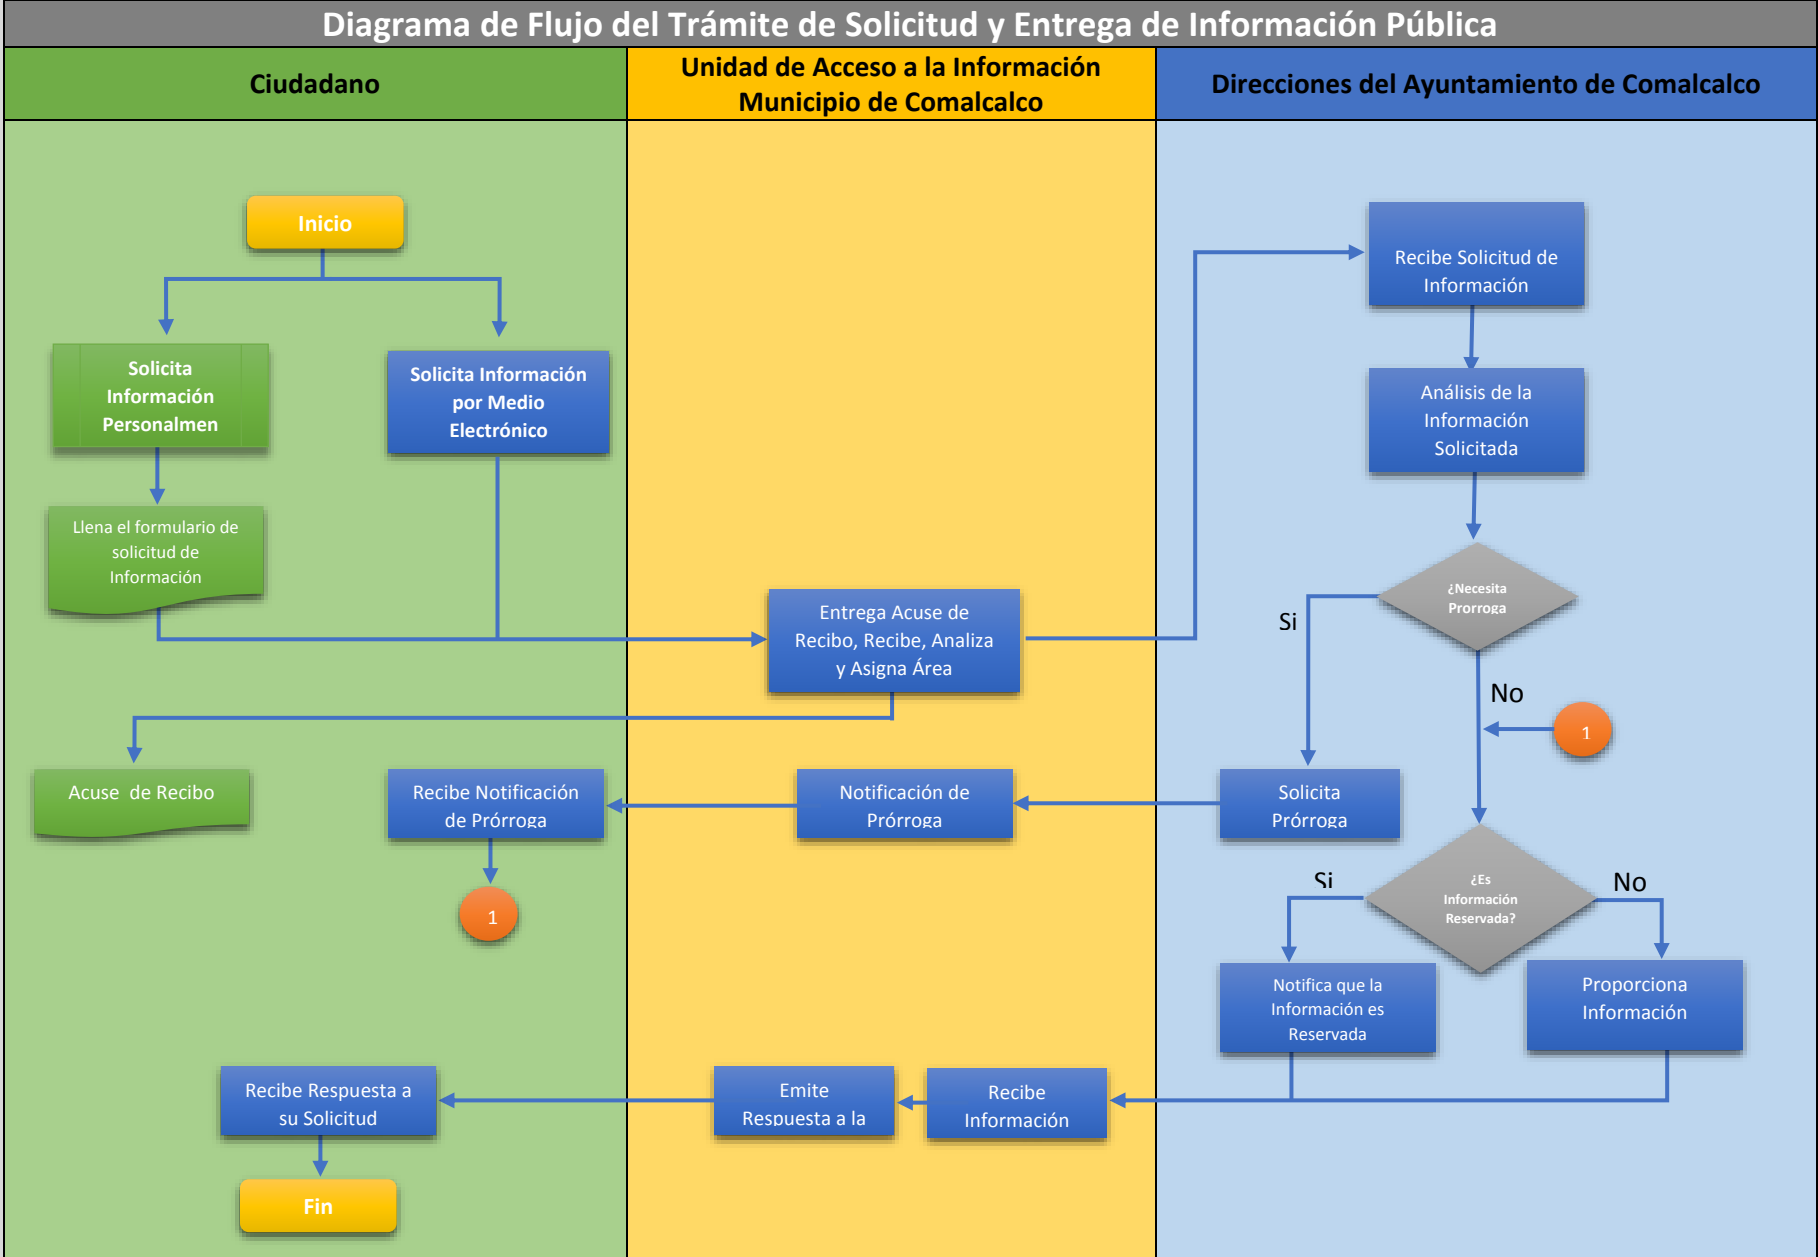 Diagrama de Flujo del Trámite de Solicitud y Entrega de Información Pública
Ciudadano
Unidad de Acceso a la Información
Municipio de Comalcalco
Direcciones del Ayuntamiento de Comalcalco
Inicio
Solicita
Información
Personalmen
Solicita Información
por Medio
Electrónico
Llena el formulario de
solicitud de
Información
Entrega Acuse de
Recibo, Recibe, Analiza
y Asigna Área
Recibe Solicitud de
Información
Análisis de la
Información
Solicitada
¿Necesita
Prorroga
Si
No
1
Acuse de Recibo
Recibe Notificación
de Prórroga
Notificación de
Prórroga
Solicita
Prórroga
1
¿Es
Información
Reservada?
Si
No
Notifica que la
Información es
Reservada
Proporciona
Información
Recibe Respuesta a
su Solicitud
Emite
Respuesta a la
Recibe
Información
Fin